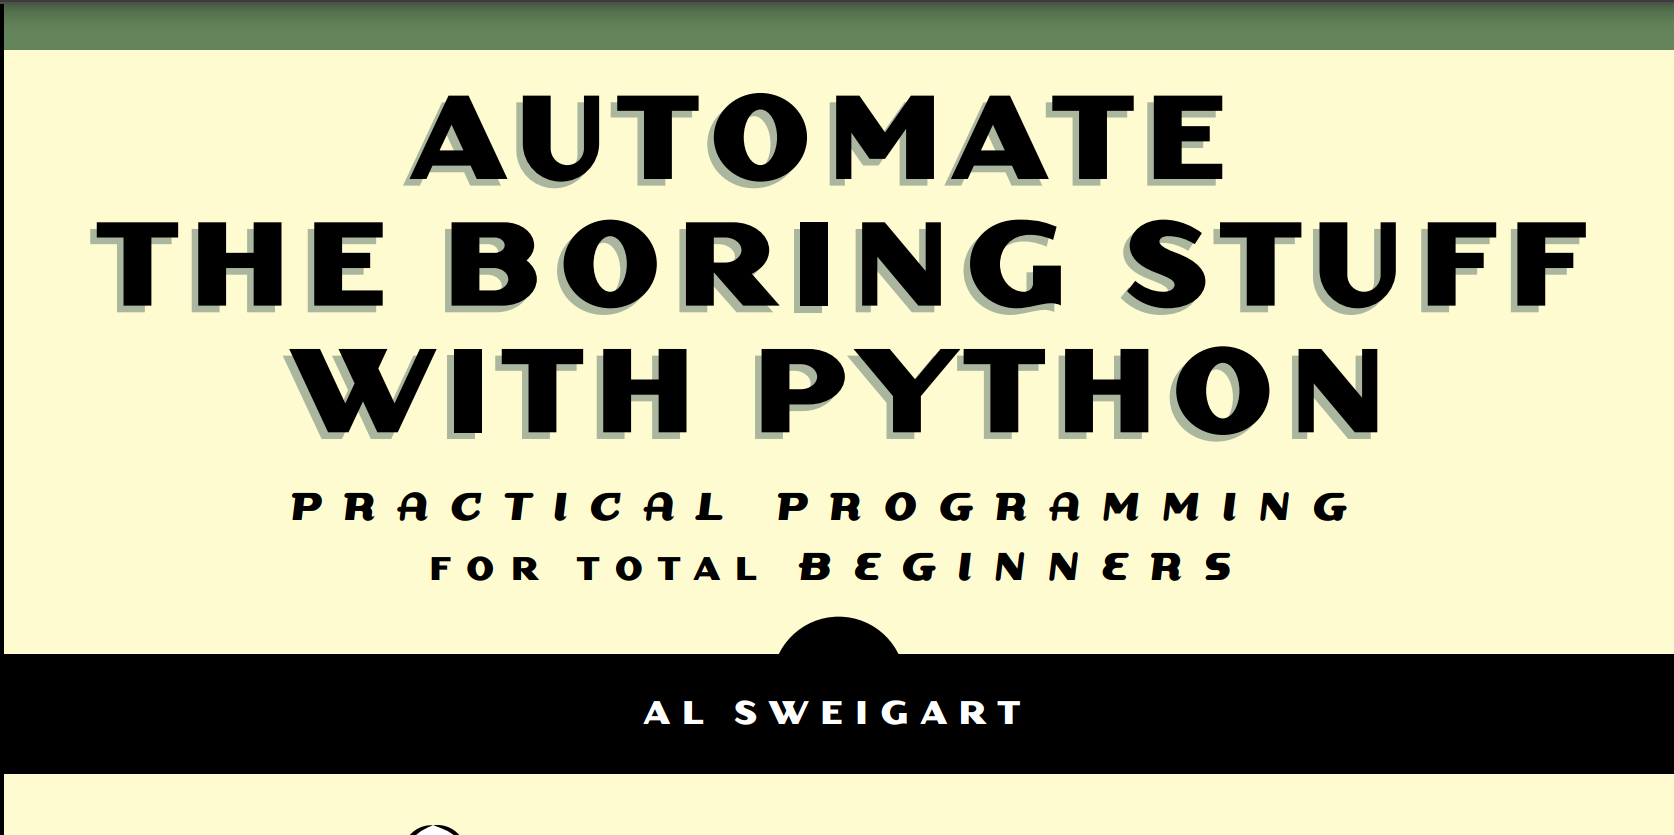 AUTOMATE
THE BORING STUFF
WITH PYTHON
PRACTICAL PROGRAMMING
FOR TOTAL BEGINNERS
AL SWEIGART